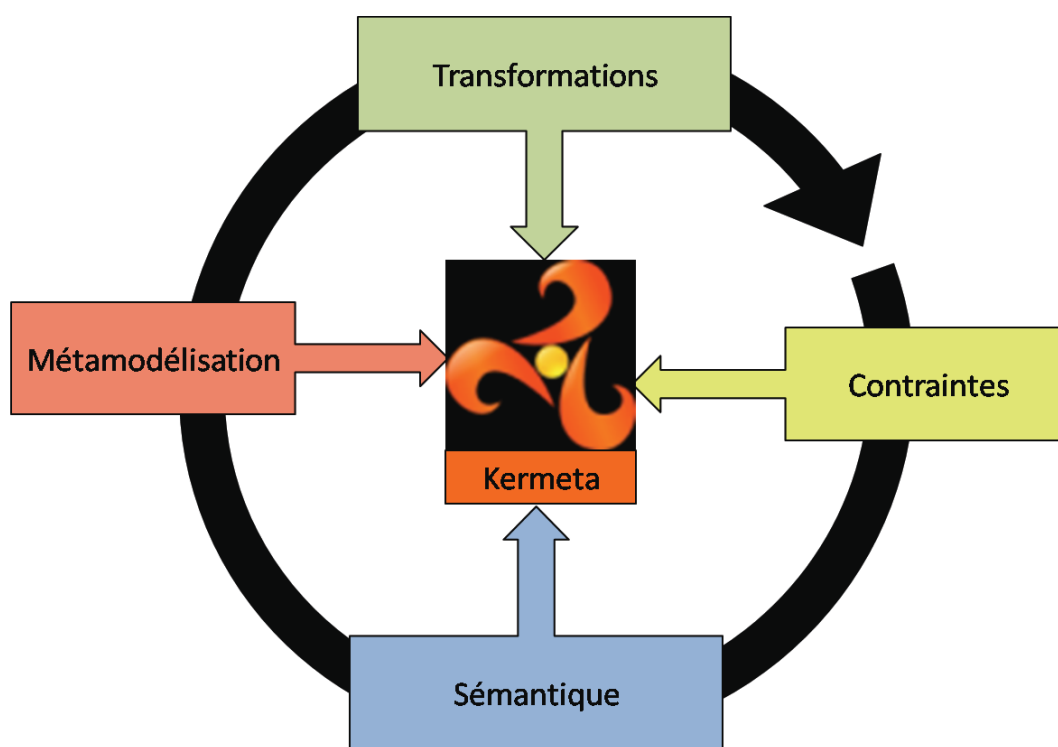 Transformations
Métamodélisation
Contraintes
Kermeta
Sémantique